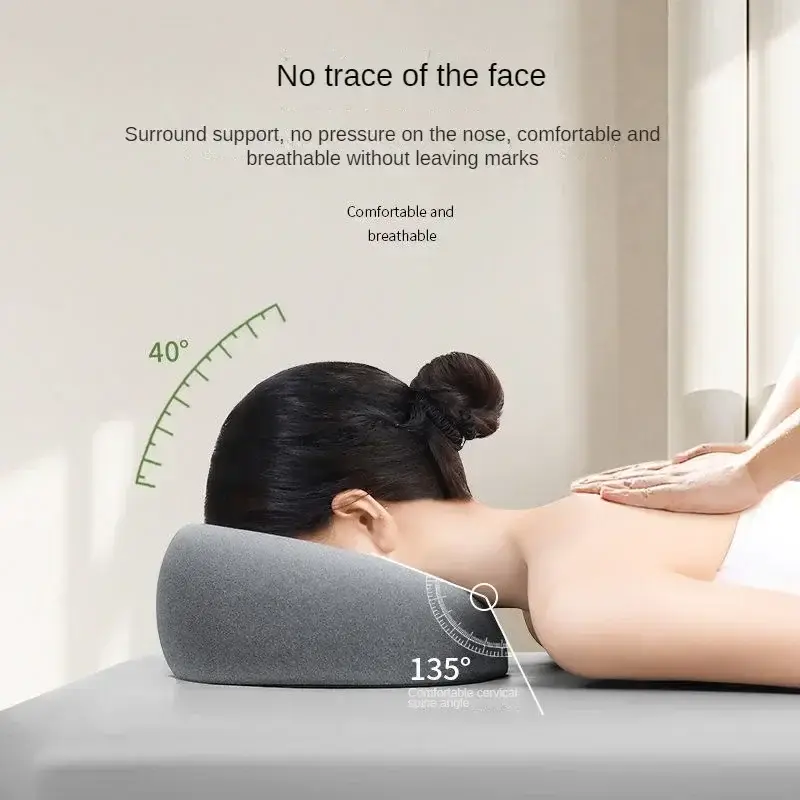 No trace of the face
Surround support, no pressure on the nose, comfortable and
breathable without leaving marks
Comfortable and
breathable
40°
135°
Comfortable cervical
spine angle